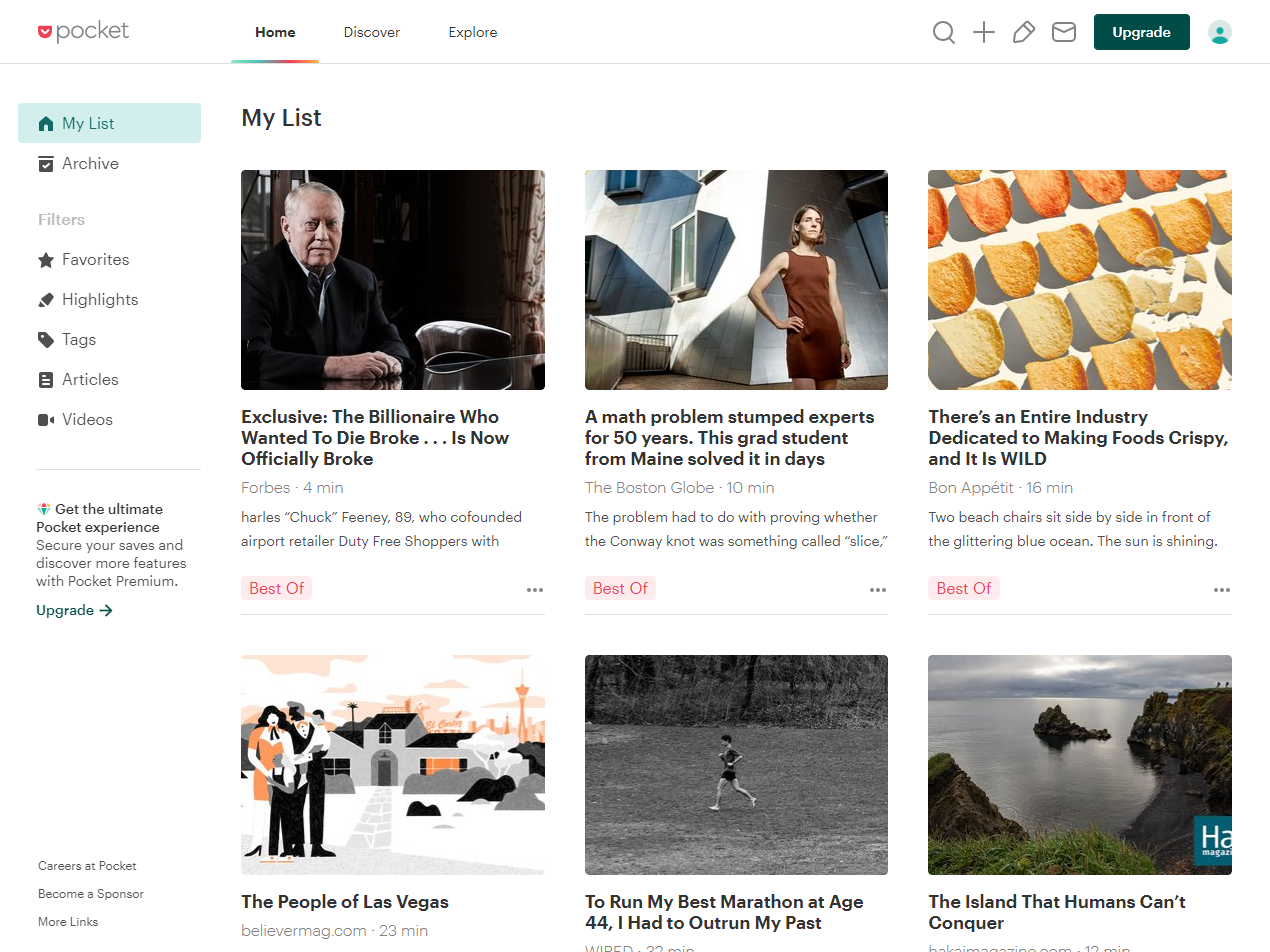 pocket
Home
Discover
Explore
Upgrade
My List
Archive
Filters
Favorites
Highlights
Tags
Articles
Videos
Get the ultimate
Pocket experience
Secure your saves and
discover more features
with Pocket Premium.
Upgrade →
Careers at Pocket
Become a Sponsor
More Links
My List
Exclusive: The Billionaire Who
Wanted To Die Broke . . . Is Now
Officially Broke
Forbes · 4 min
harles “Chuck” Feeney, 89, who cofounded
airport retailer Duty Free Shoppers with
Best Of
A math problem stumped experts
for 50 years. This grad student
from Maine solved it in days
The Boston Globe · 10 min
The problem had to do with proving whether
the Conway knot was something called “slice,”
Best Of
There’s an Entire Industry
Dedicated to Making Foods Crispy,
and It Is WILD
Bon Appétit · 16 min
Two beach chairs sit side by side in front of
the glittering blue ocean. The sun is shining.
Best Of
El Cortez
HOTEL
The People of Las Vegas
believermag.com · 23 min
To Run My Best Marathon at Age
44, I Had to Outrun My Past
WIRED · 32 min
Ha
magazi
The Island That Humans Can’t
Conquer
hakaimagazine.com · 12 min